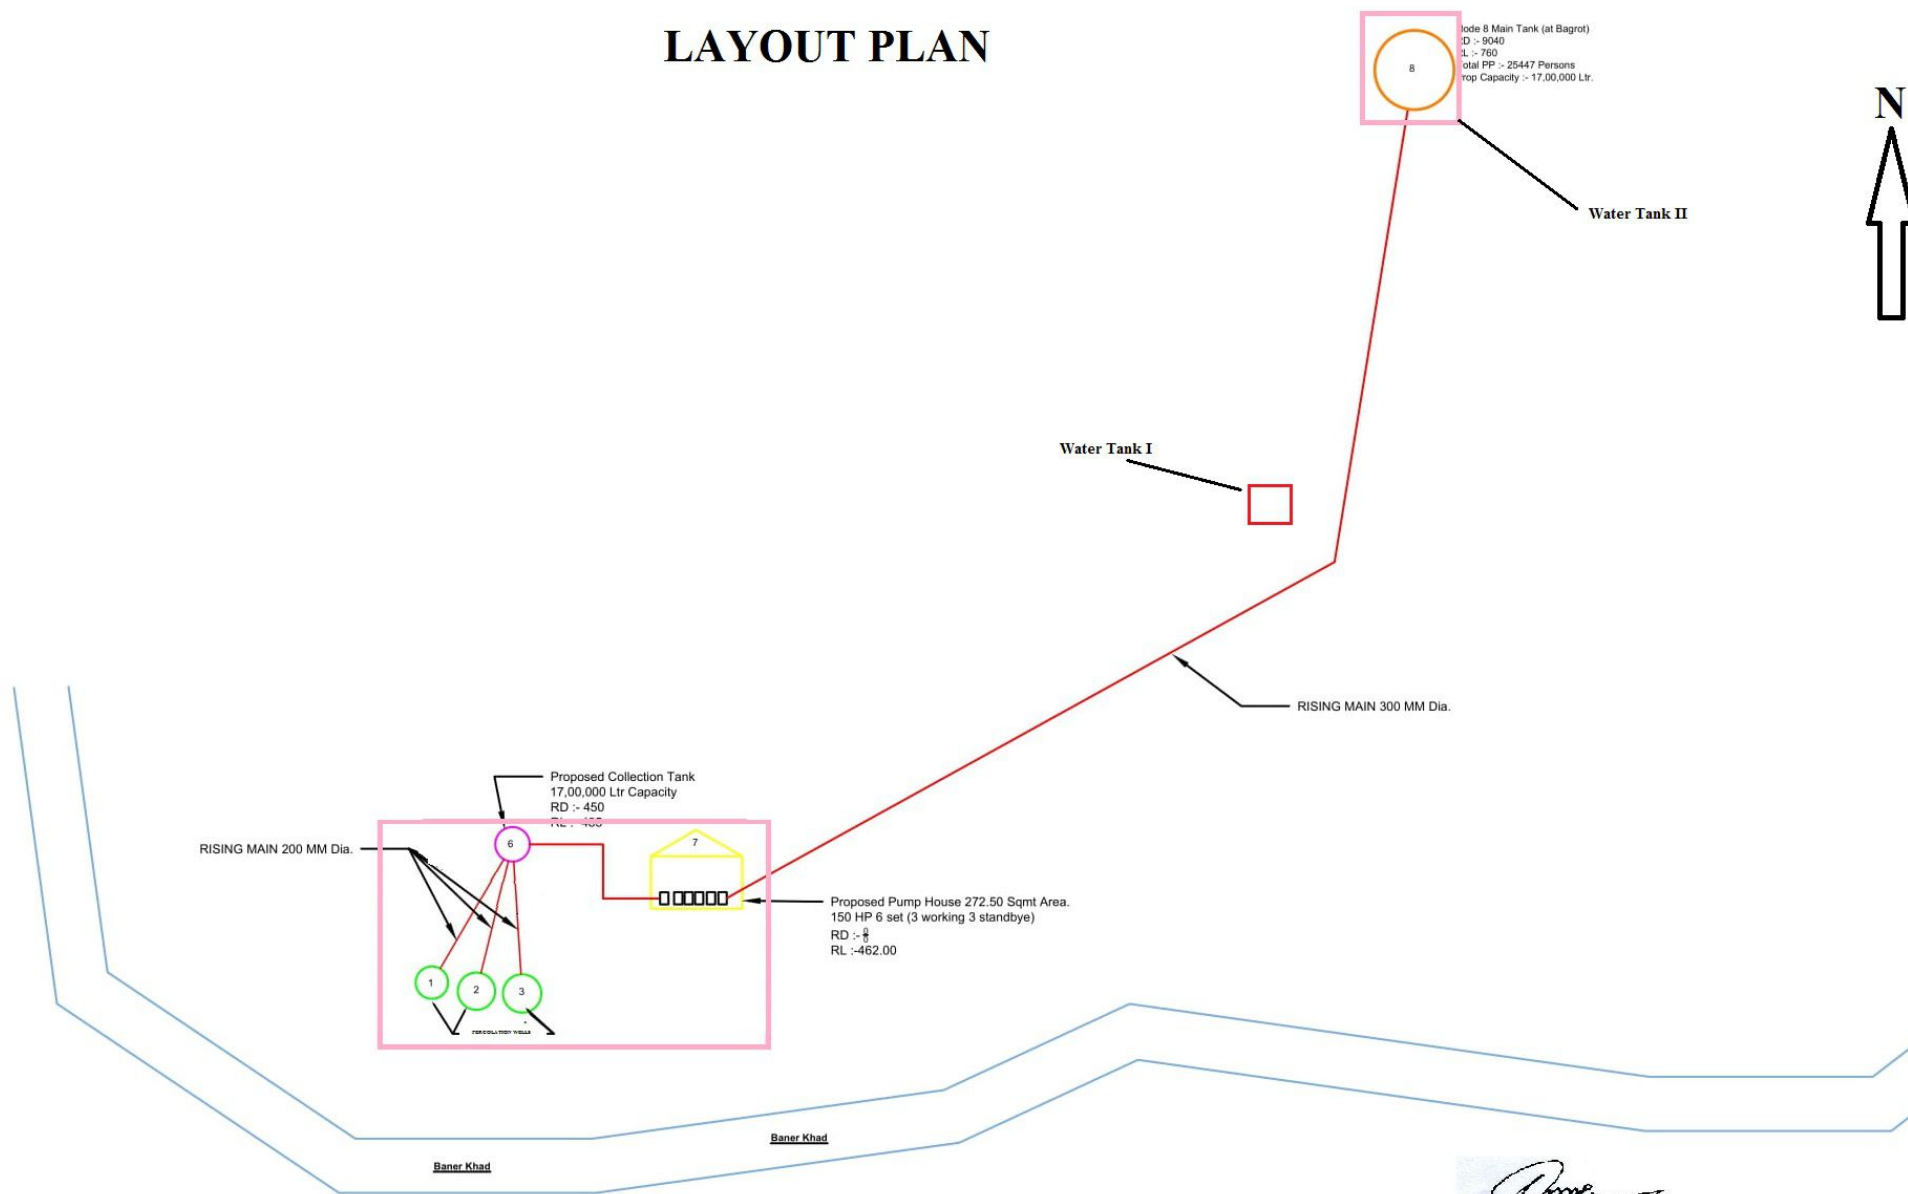 LAYOUT PLAN
ode 8 Main Tank (at Bagrot)
D :- 9040
L :- 760
otal PP :- 25447 Persons
rop Capacity :- 17,00,000 Ltr.
8
N
Water Tank II
Water Tank I
RISING MAIN 300 MM Dia.
Proposed Collection Tank
17,00,000 Ltr Capacity
RD :- 450
RISING MAIN 200 MM Dia.
6
7
Proposed Pump House 272.50 Sqmt Area.
150 HP 6 set (3 working 3 standbye)
RD :-
RL :-462.00
1
2
3
PERCOLATION WELLS
Baner Khad
Baner Khad